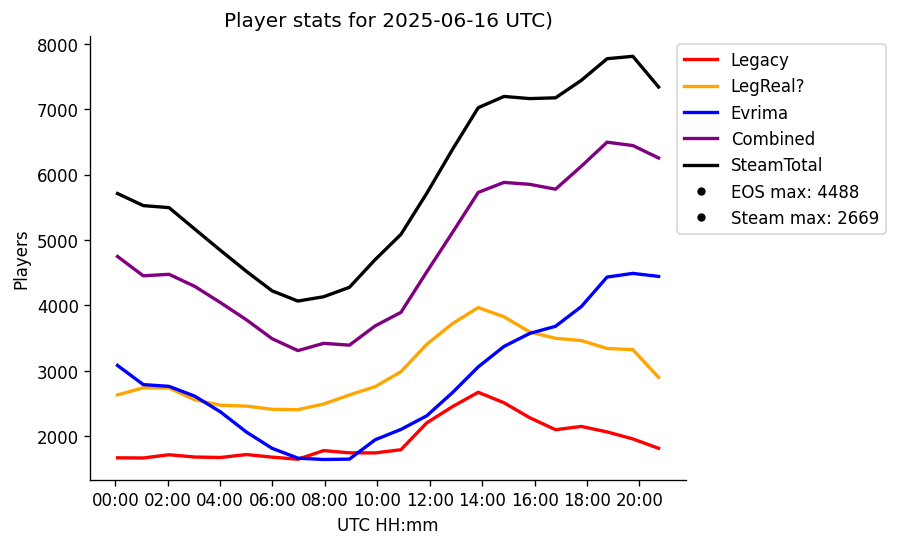 Player stats for 2025-06-16 UTC)
8000
7000
6000
5000
4000
3000
2000
Players
00:00 02:00 04:00 06:00 08:00 10:00 12:00 14:00 16:00 18:00 20:00
UTC HH:mm
Legacy
LegReal?
Evrima
Combined
SteamTotal
EOS max: 4488
Steam max: 2669